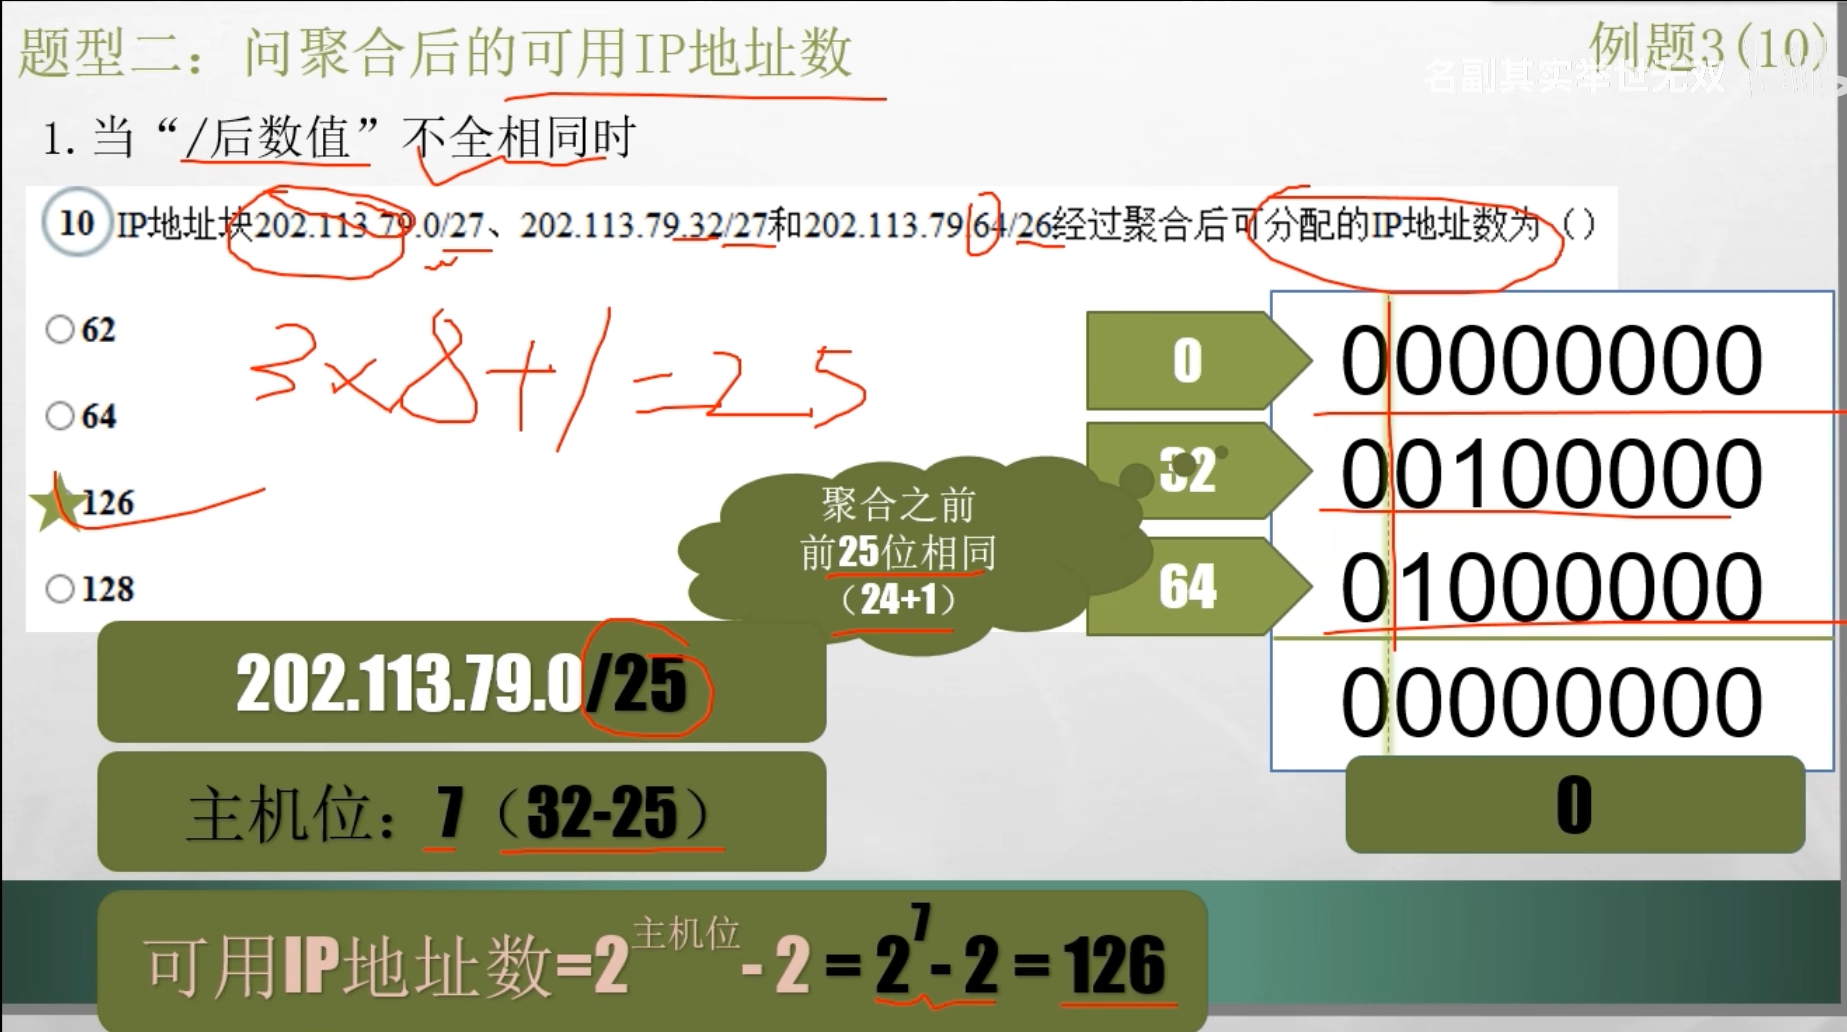 题型二：问聚合后的可用IP地址数
例题3(10)
名副其实举世无双
1.当“/后数值”不全相同时
10 IP地址块202.113.79.0/27、202.113.79.32/27和202.113.79.64/26经过聚合后可分配的IP地址数为（）
62
64
126
128
3×8+1=25
0 00000000
32 00100000
64 01000000
00000000
0
聚合之前
前25位相同
（24+1）
202.113.79.0/25
主机位：7（32-25）
可用IP地址数=2主机位-2=2⁷-2=126